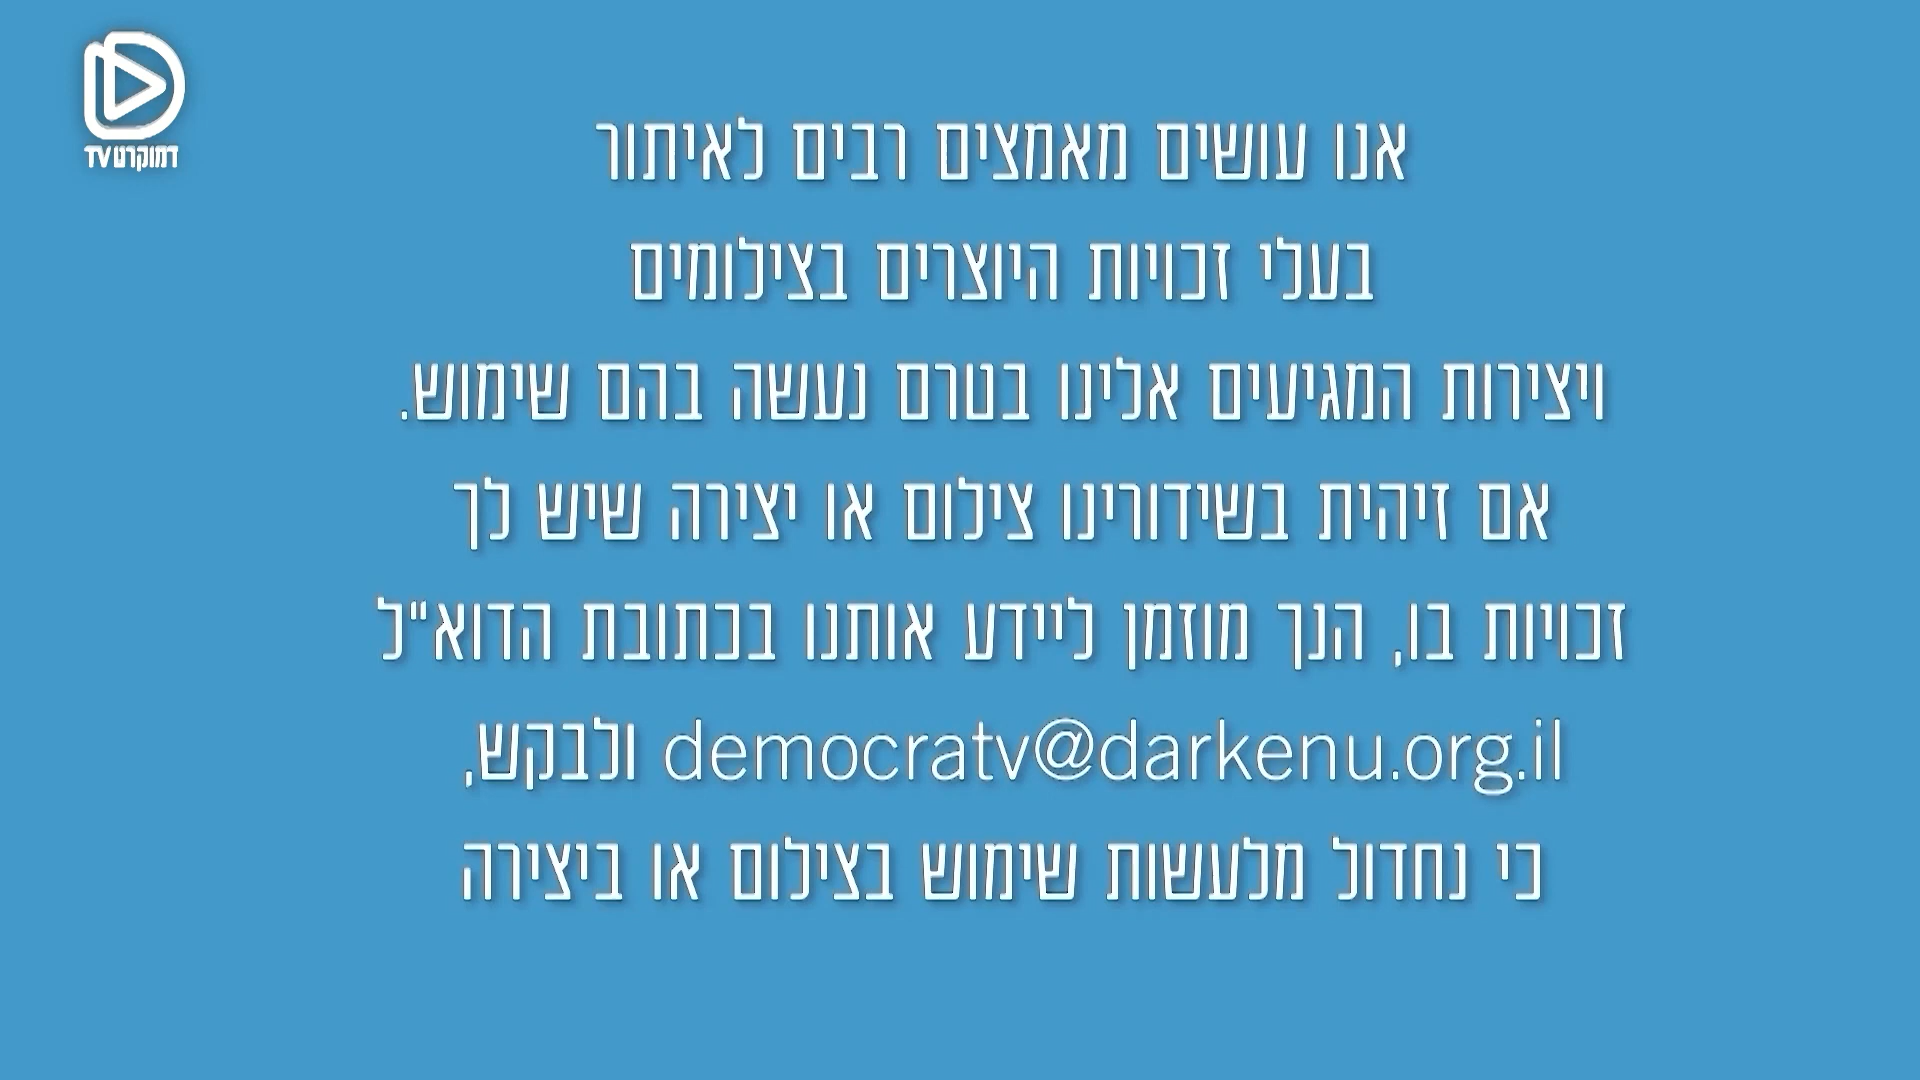 דמוקרטTV
אנו עושים מאמצים רבים לאיתור
בעלי זכויות היוצרים בצילומים
ויצירות המגיעים אלינו בטרם נעשה בהם שימוש.
אם זיהית בשידורינו צילום או יצירה שיש לך
זכויות בו, הנך מוזמן ליידע אותנו בכתובת הדוא"ל
democratv@darkenu.org.il ולבקש,
כי נחדול מלעשות שימוש בצילום או ביצירה